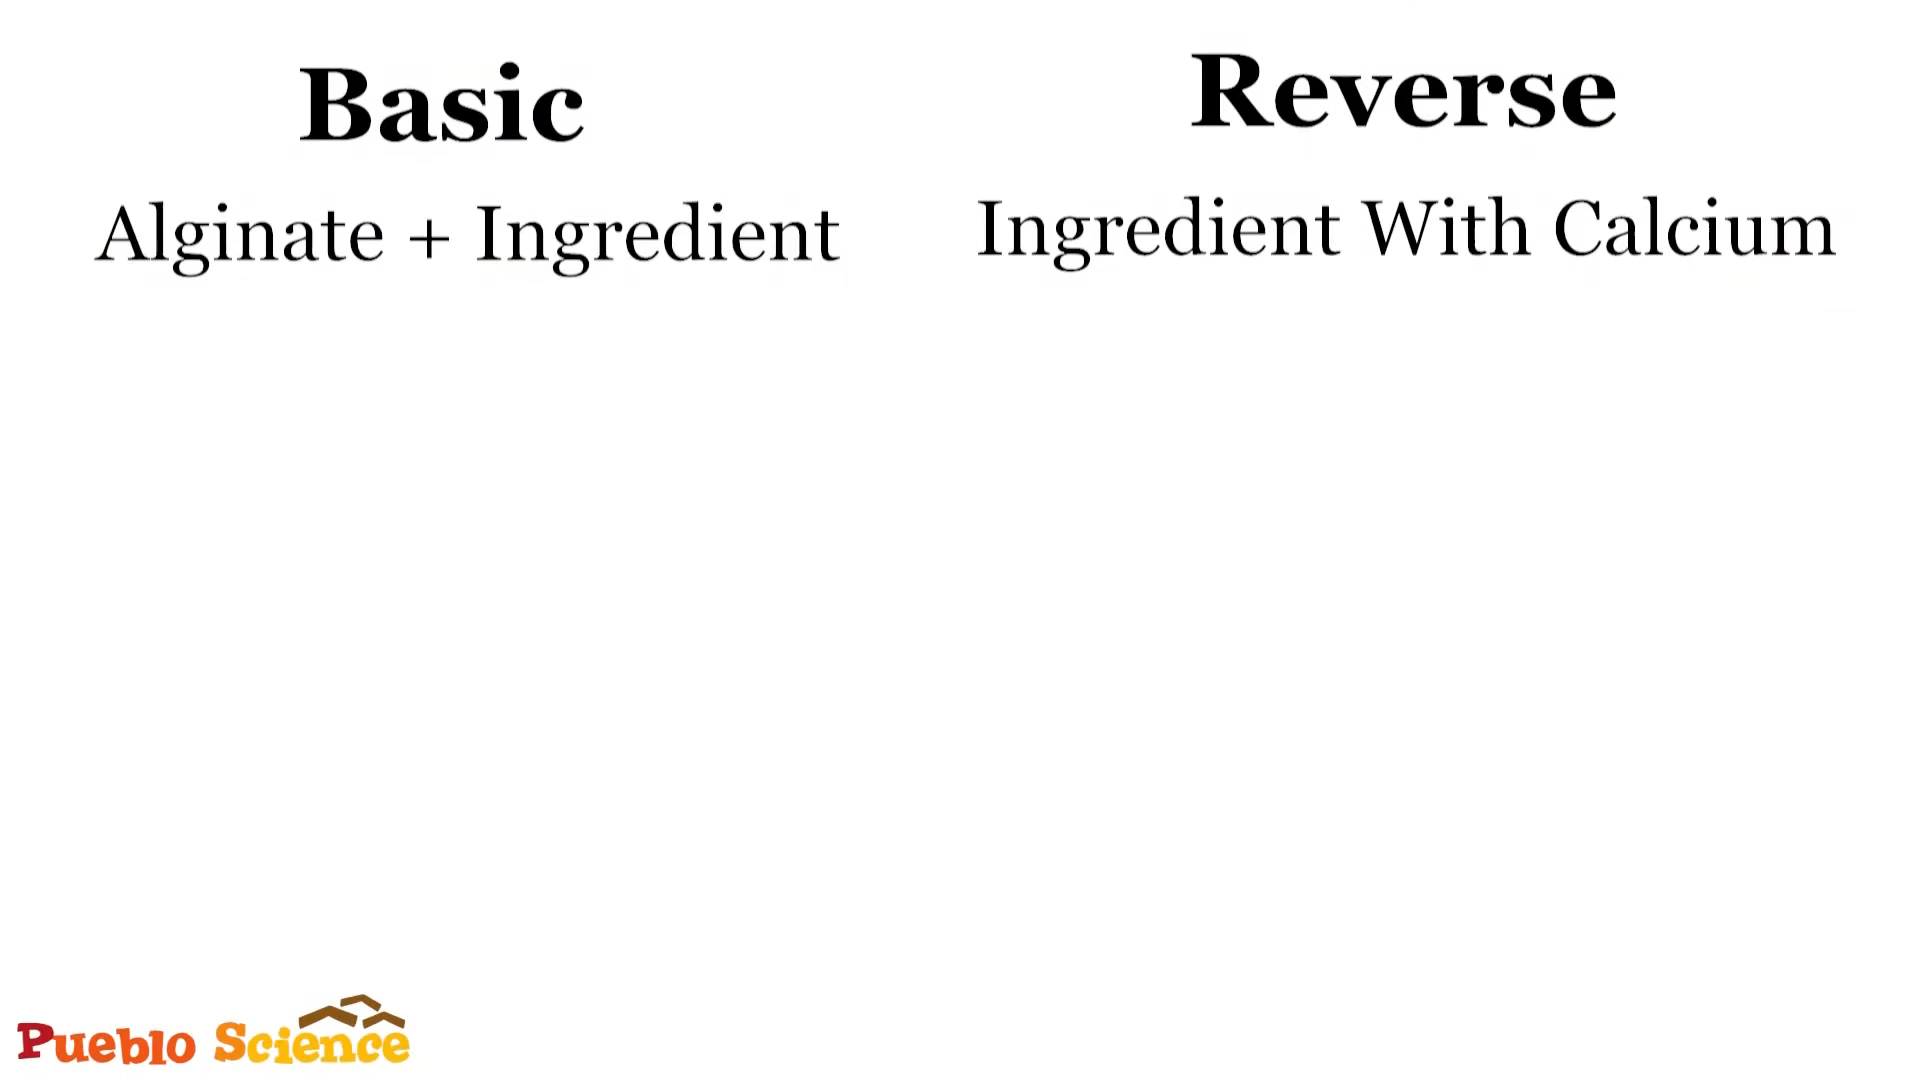 Basic
Alginate + Ingredient
Reverse
Ingredient With Calcium
Pueblo Science